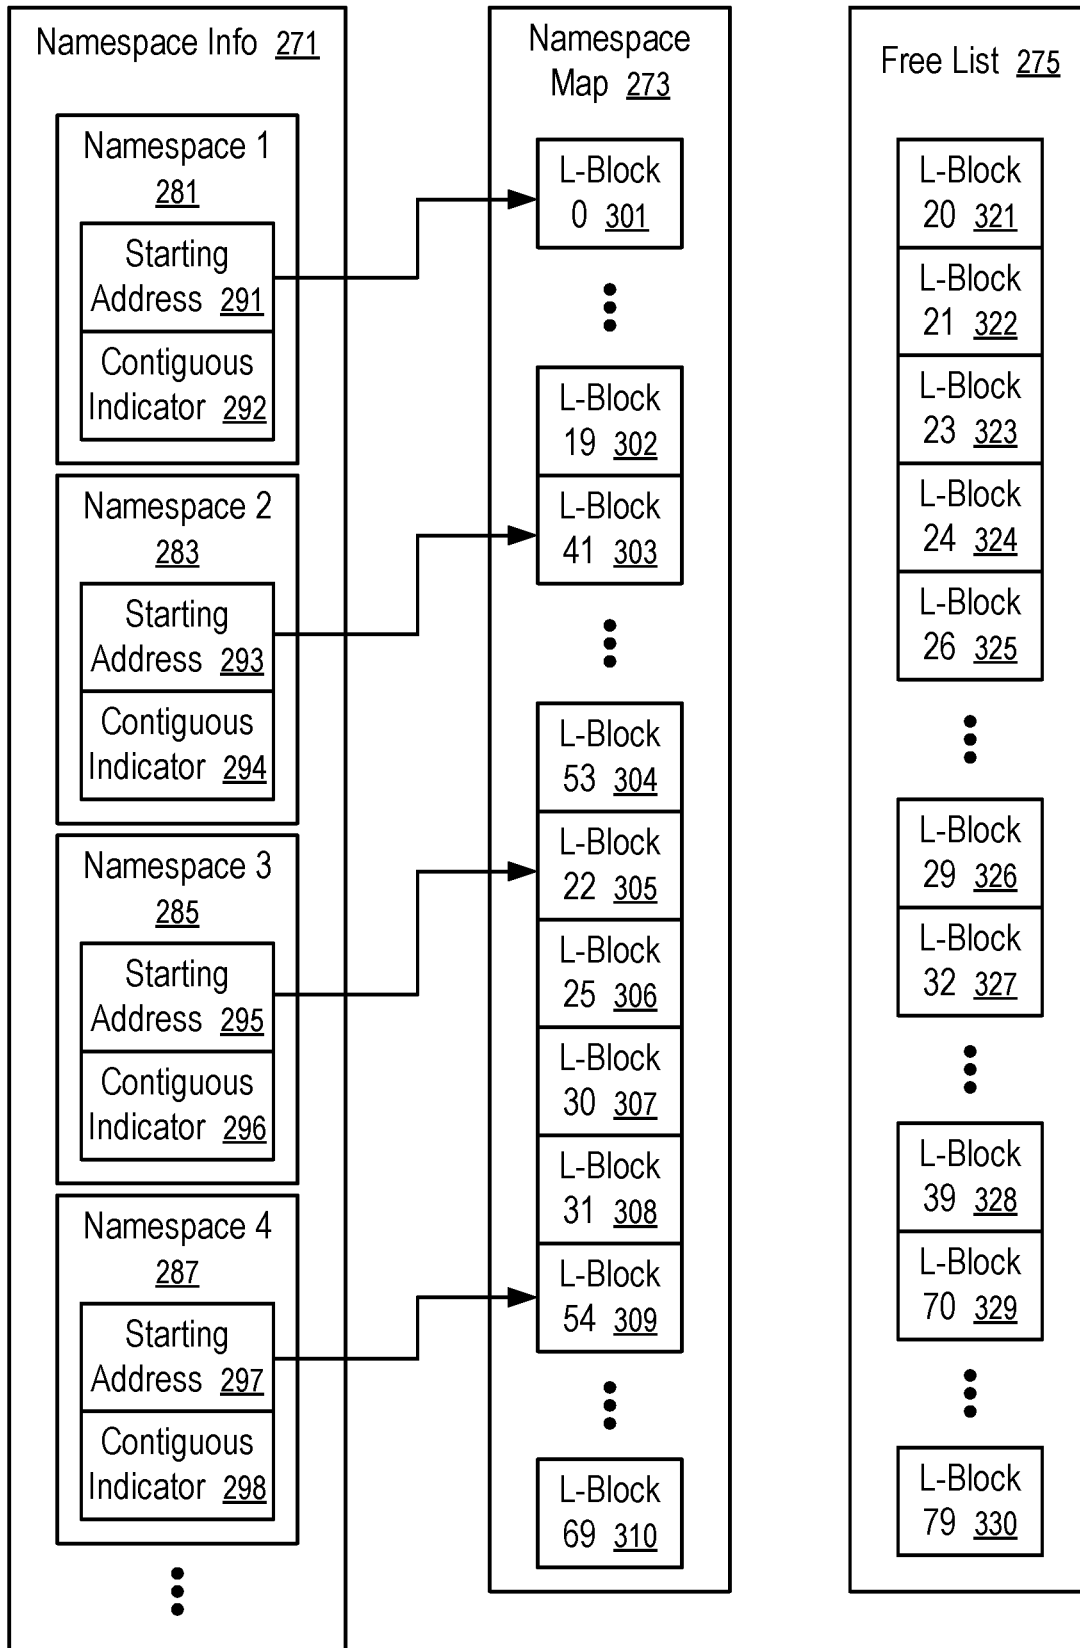 Namespace Info 271
Namespace 1
281
Starting
Address 291
Contiguous
Indicator 292
Namespace 2
283
Starting
Address 293
Contiguous
Indicator 294
Namespace 3
285
Starting
Address 295
Contiguous
Indicator 296
Namespace 4
287
Starting
Address 297
Contiguous
Indicator 298
Namespace
Map 273
L-Block
0 301
L-Block
19 302
L-Block
41 303
L-Block
53 304
L-Block
22 305
L-Block
25 306
L-Block
30 307
L-Block
31 308
L-Block
54 309
L-Block
69 310
Free List 275
L-Block
20 321
L-Block
21 322
L-Block
23 323
L-Block
24 324
L-Block
26 325
L-Block
29 326
L-Block
32 327
L-Block
39 328
L-Block
70 329
L-Block
79 330